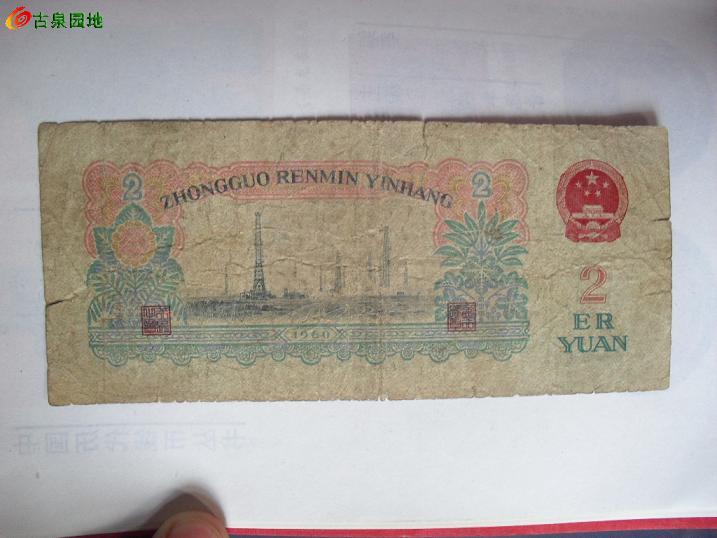 古泉园地
2
2
ZHONGGUO RENMIN YINHANG
2
ER
YUAN
1960